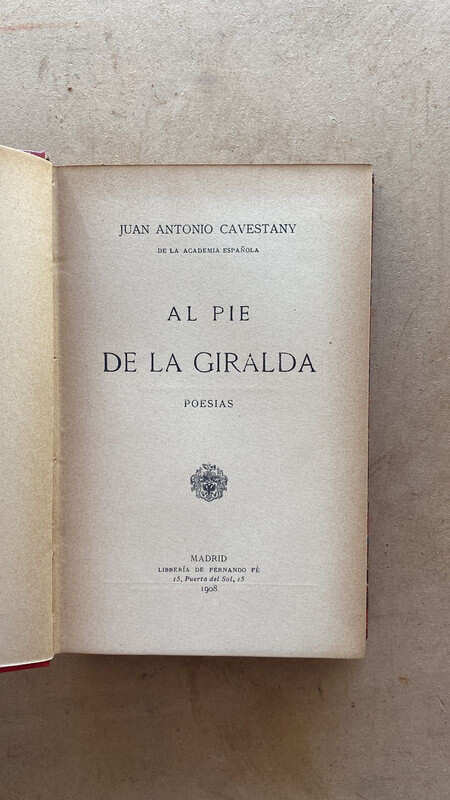 JUAN ANTONIO CAVESTANY
DE LA ACADEMIA ESPAÑOLA
AL PIE
DE LA GIRALDA
POESIAS
MADRID
LIBRERÍA DE FERNANDO FÉ
15, Puerta del Sol, 15
1908